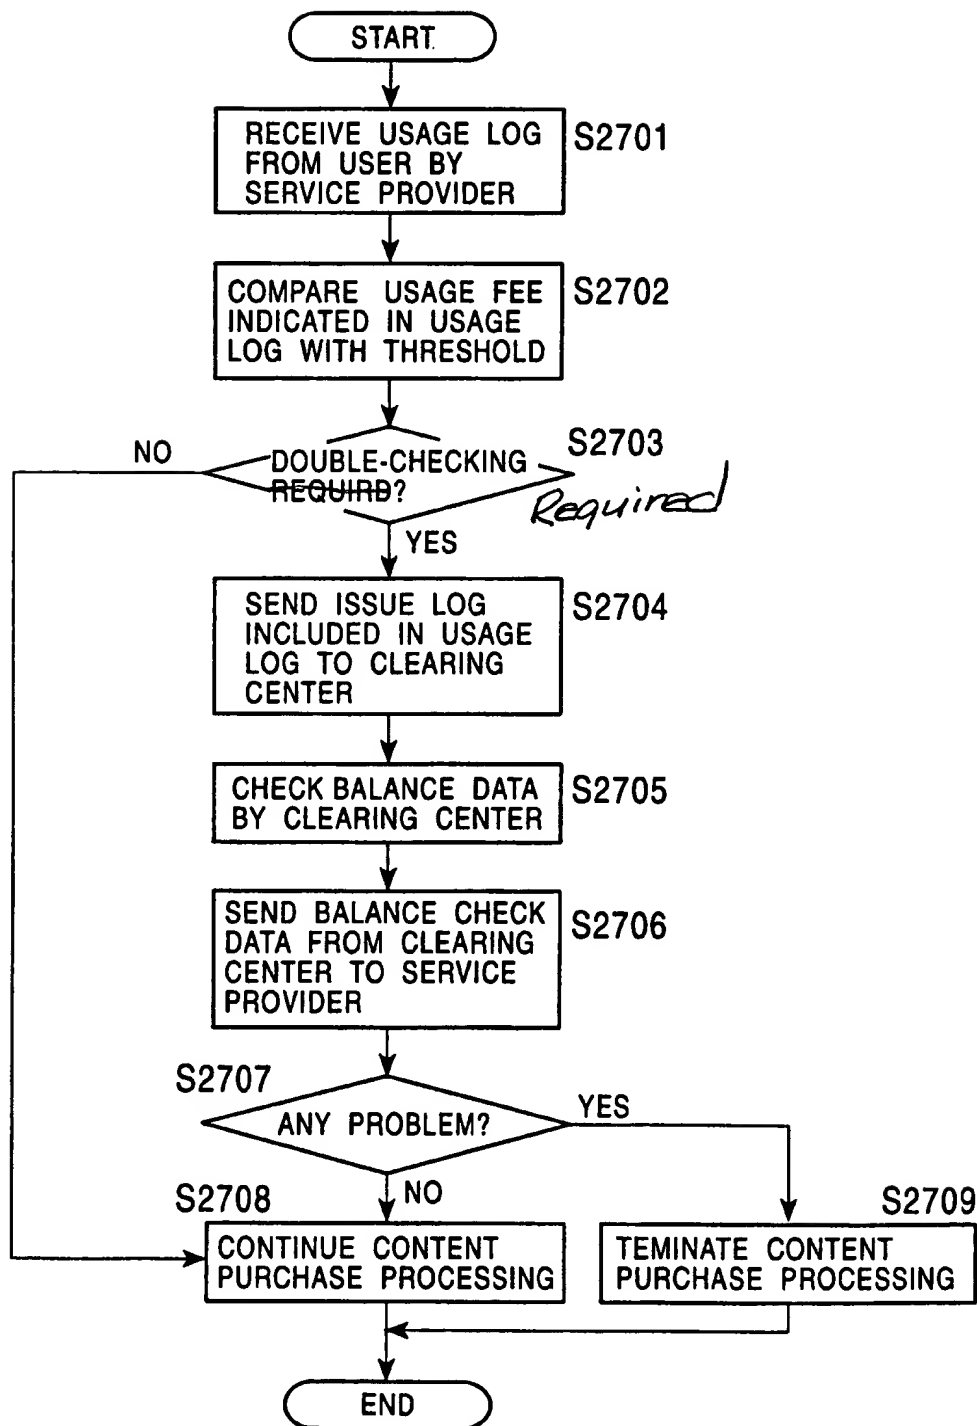 START
RECEIVE USAGE LOG
FROM USER BY
SERVICE PROVIDER
S2701
COMPARE USAGE FEE
INDICATED IN USAGE
LOG WITH THRESHOLD
S2702
S2703
NO
DOUBLE-CHECKING
REQUIRD?
Required
YES
SEND ISSUE LOG
INCLUDED IN USAGE
LOG TO CLEARING
CENTER
S2704
CHECK BALANCE DATA
BY CLEARING CENTER
S2705
SEND BALANCE CHECK
DATA FROM CLEARING
CENTER TO SERVICE
PROVIDER
S2706
S2707
ANY PROBLEM?
YES
NO
S2708
CONTINUE CONTENT
PURCHASE PROCESSING
S2709
TEMINATE CONTENT
PURCHASE PROCESSING
END